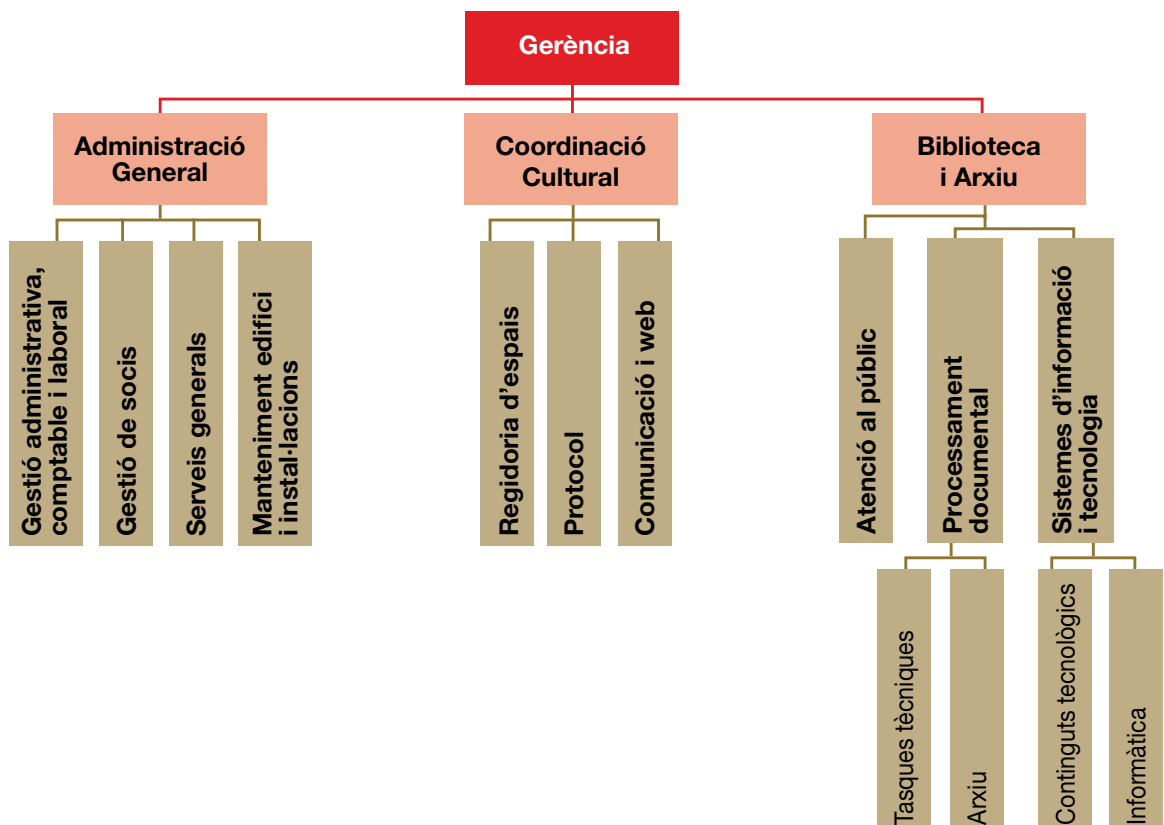 Gerència
Administració
General
Coordinació
Cultural
Biblioteca
i Arxiu
Gestió administrativa,
comptable i laboral
Gestió de socis
Serveis generals
Manteniment edifici
i instal·lacions
Regidoria d'espais
Protocol
Comunicació i web
Atenció al públic
Processament
documental
Sistemes d'informació
i tecnologia
Tasques tècniques
Arxiu
Continguts tecnològics
Informàtica